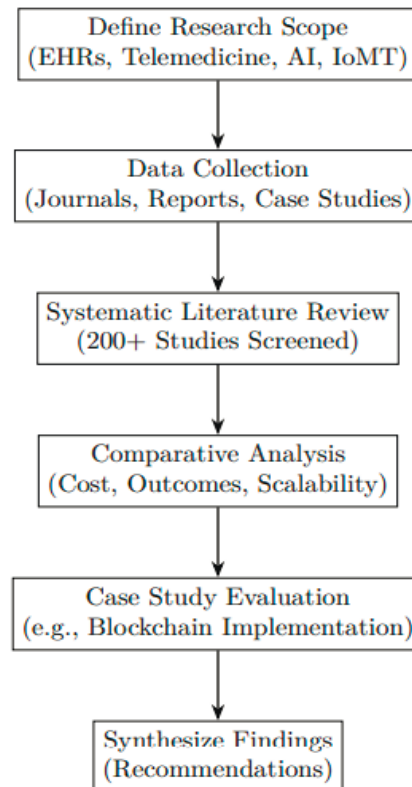 Define Research Scope
(EHRs, Telemedicine, AI, IoMT)
Data Collection
(Journals, Reports, Case Studies)
Systematic Literature Review
(200+ Studies Screened)
Comparative Analysis
(Cost, Outcomes, Scalability)
Case Study Evaluation
(e.g., Blockchain Implementation)
Synthesize Findings
(Recommendations)